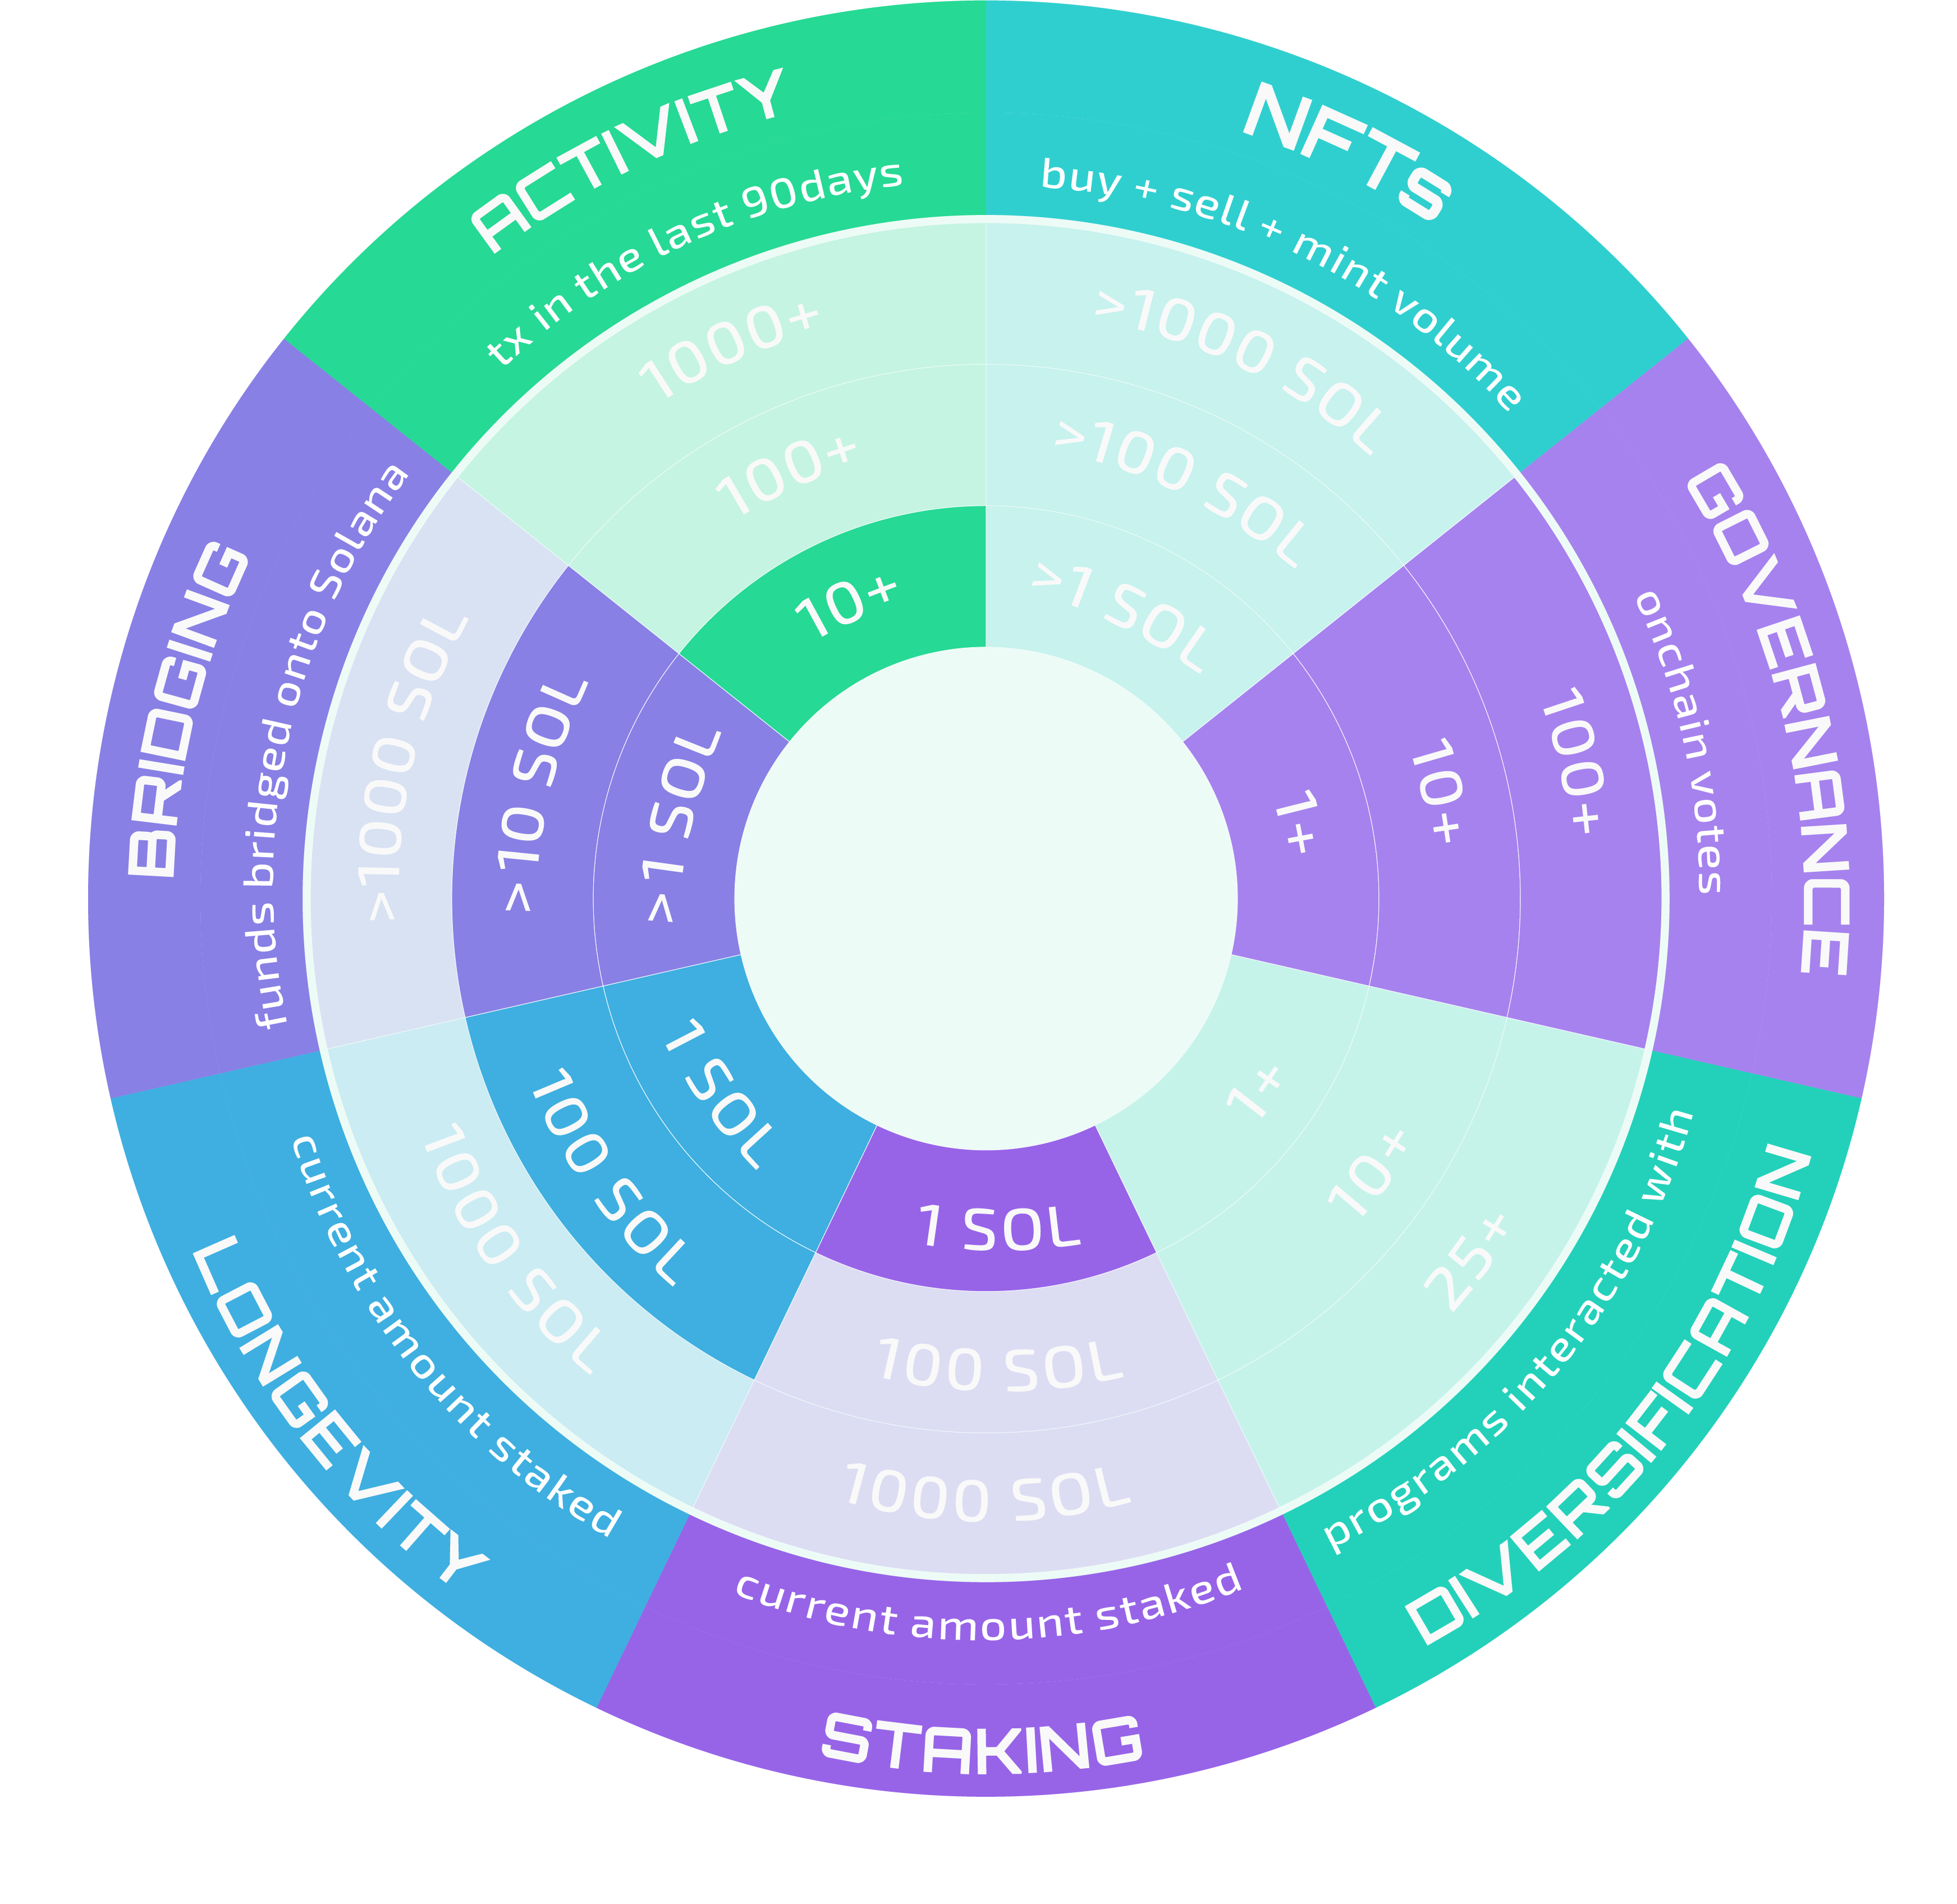 ACTIVITY
tx in the last 90days
1000+
100+
10+
NFTs
buy + sell + mint volume
>10000 SOL
>100 SOL
>1 SOL
GOVERNANCE
onchain votes
100+
10+
1+
DIVERSIFICATION
programs interacted with
25+
10+
1+
STAKING
current amount staked
1 SOL
100 SOL
1000 SOL
LONGEVITY
current amount staked
1 SOL
100 SOL
1000 SOL
BRIDGING
funds bridged onto solana
>1000 SOL
>10 SOL
>1 SOL